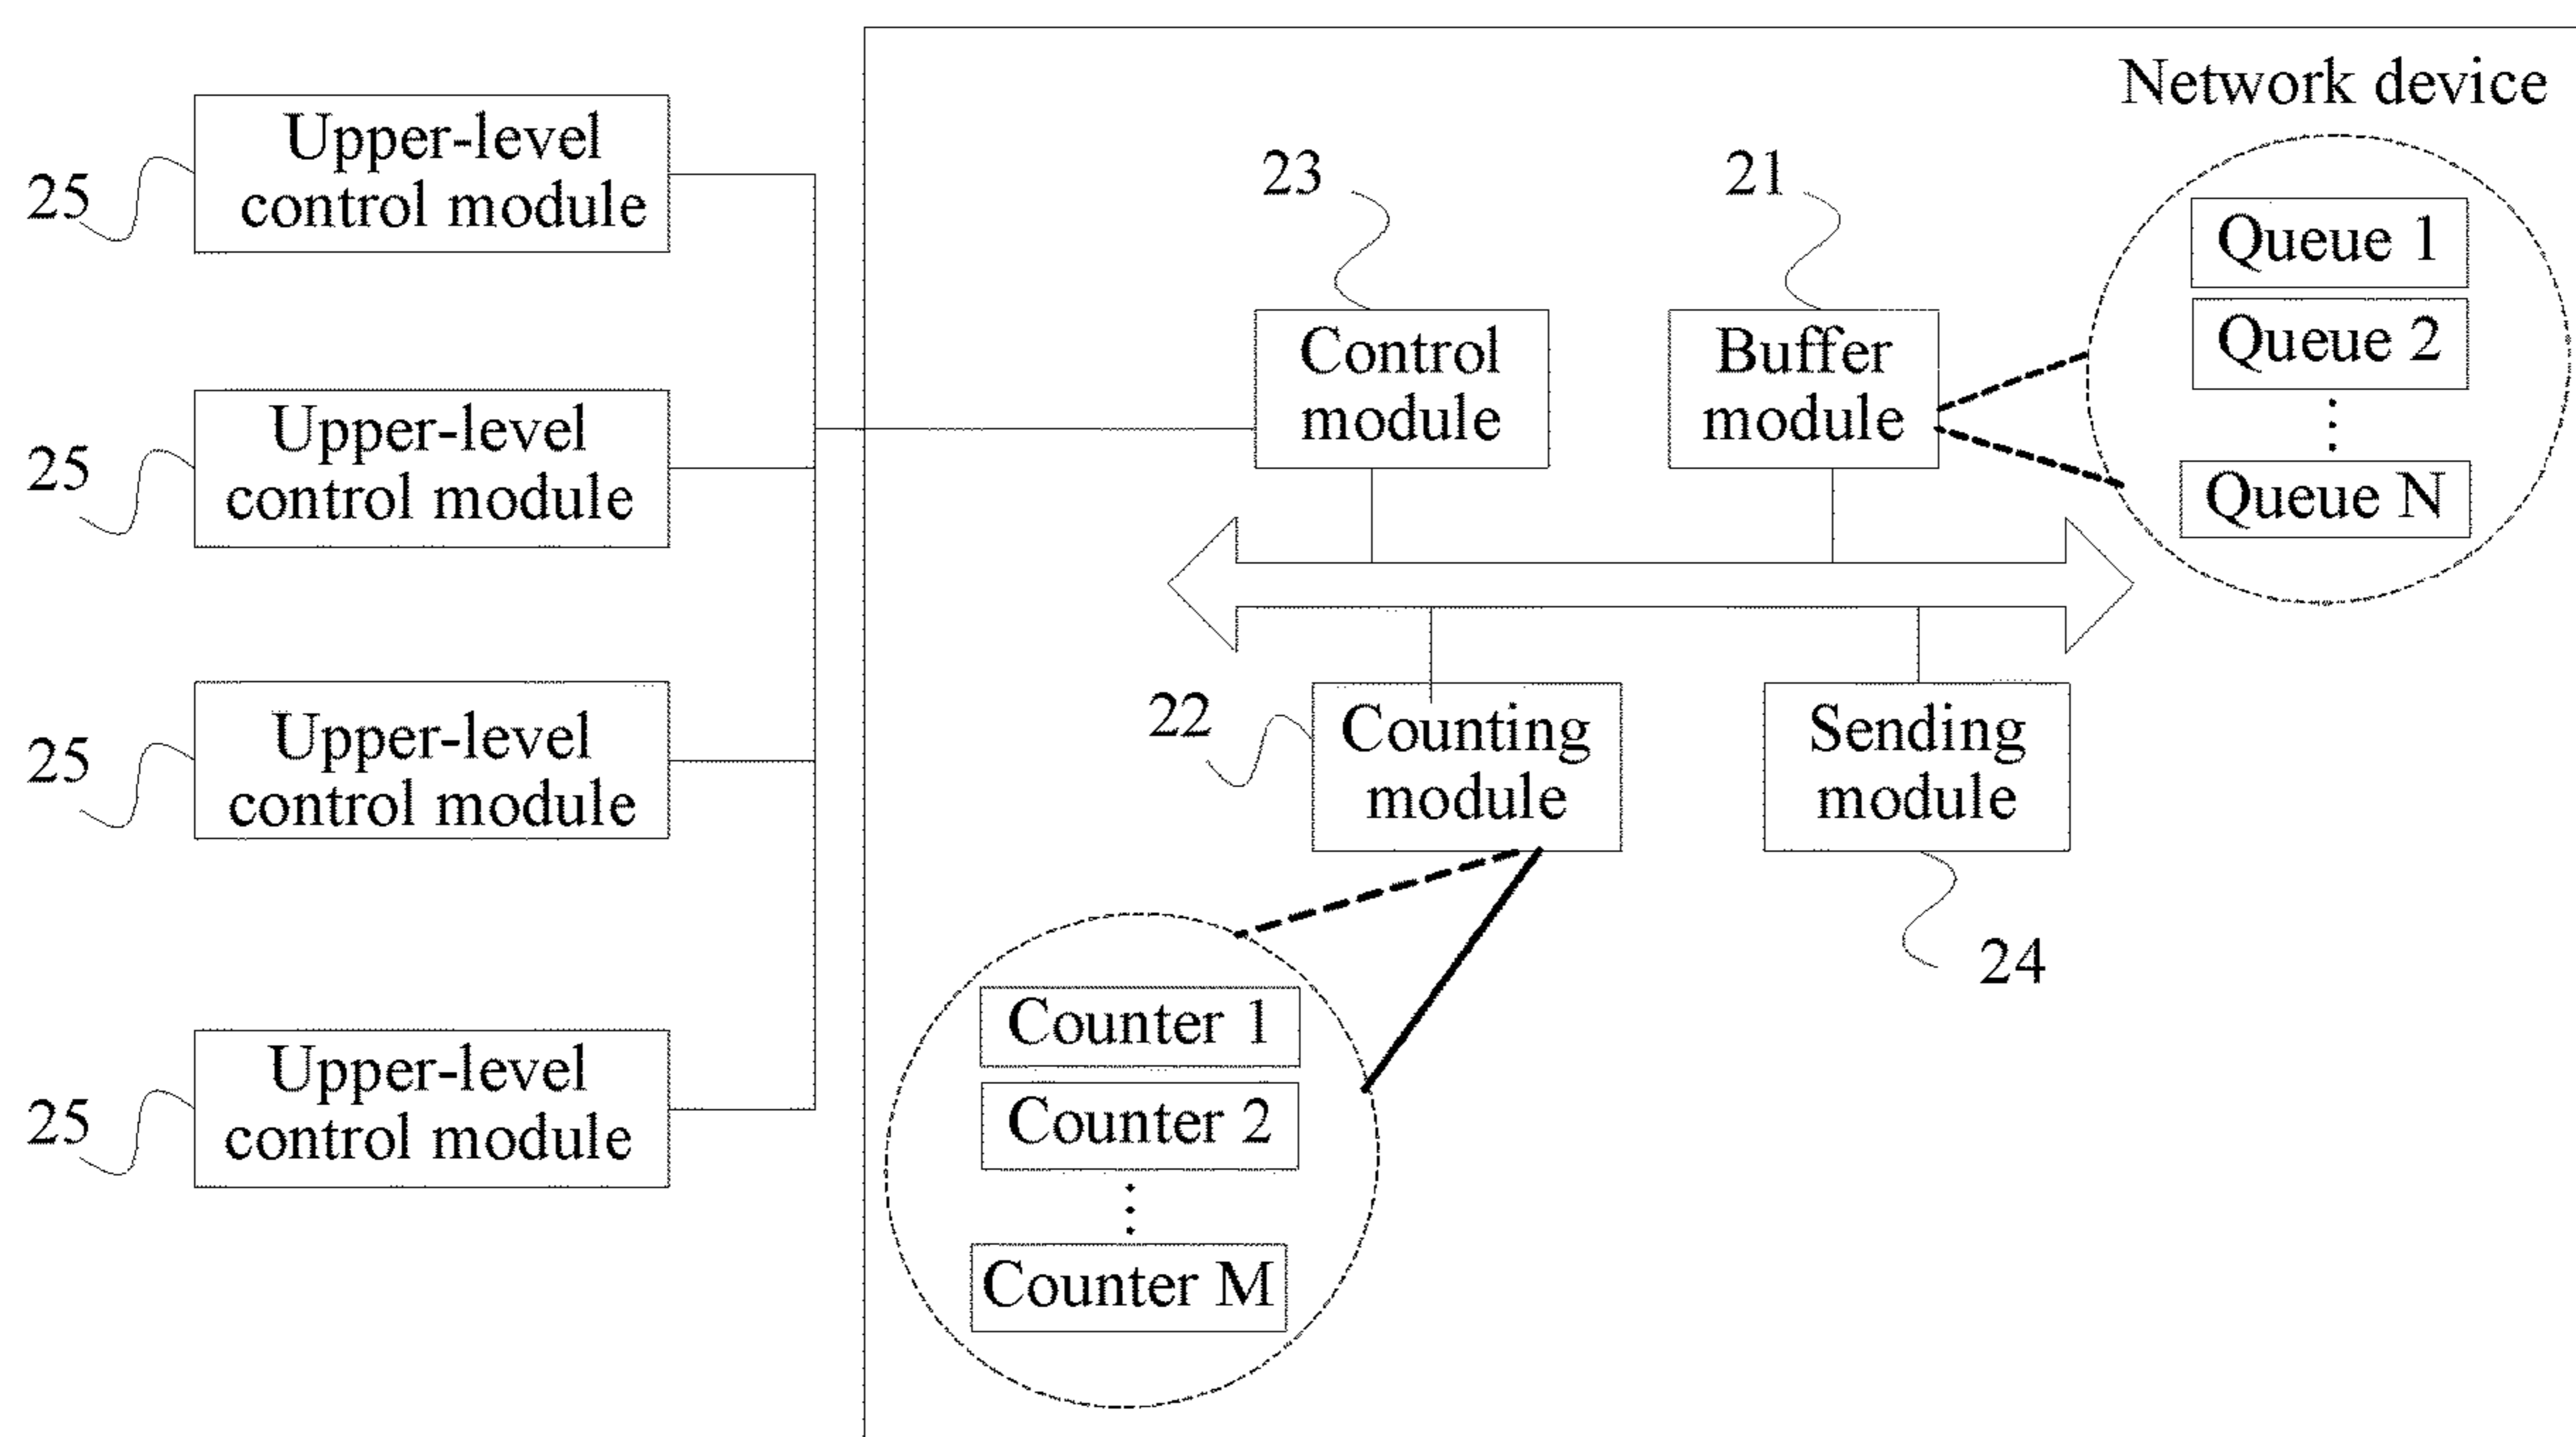 Network device
25
Upper-level
control module
25
Upper-level
control module
25
Upper-level
control module
25
Upper-level
control module
23
Control
module
21
Buffer
module
Queue 1
Queue 2
Queue N
22
Counting
module
Sending
module
24
Counter 1
Counter 2
Counter M